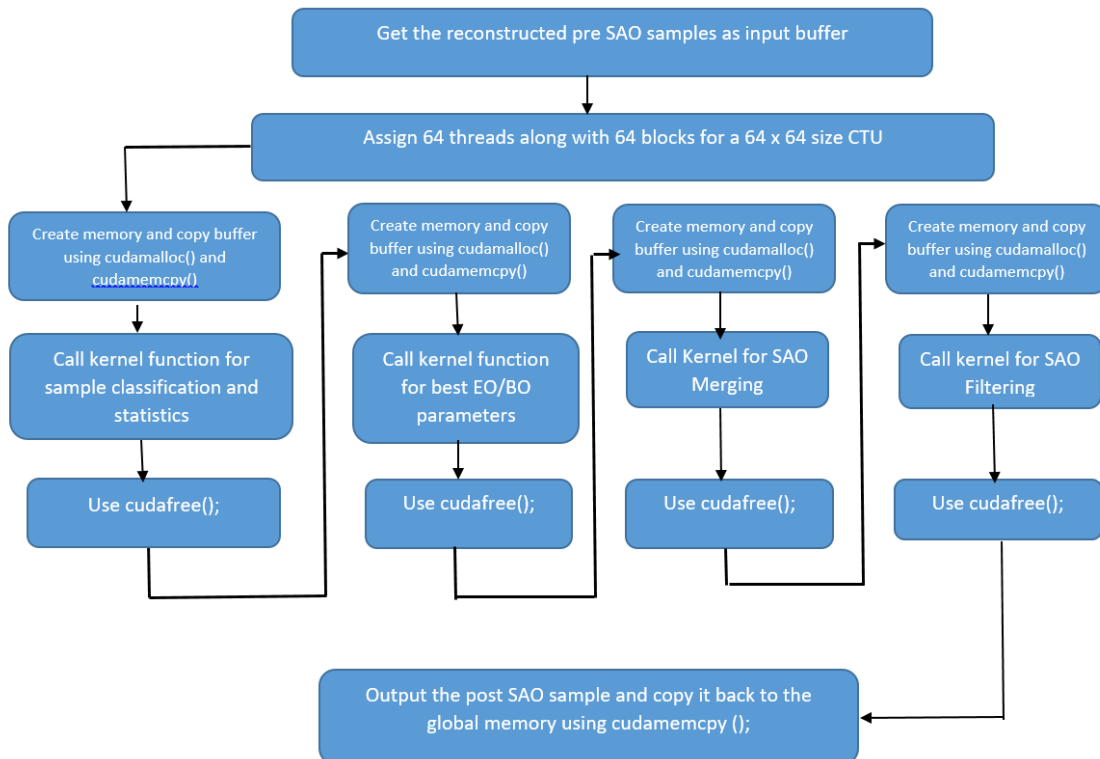 Get the reconstructed pre SAO samples as input buffer
Assign 64 threads along with 64 blocks for a 64 x 64 size CTU
Create memory and copy buffer
using cudamalloc() and
cudamemcpy()
Call kernel function for
sample classification and
statistics
Use cudafree();
Create memory and copy
buffer using cudamalloc()
and cudamemcpy()
Call kernel function
for best EO/BO
parameters
Use cudafree();
Create memory and copy
buffer using cudamalloc()
and cudamemcpy()
Call Kernel for SAO
Merging
Use cudafree();
Create memory and copy
buffer using cudamalloc()
and cudamemcpy()
Call kernel for SAO
Filtering
Use cudafree();
Output the post SAO sample and copy it back to the
global memory using cudamemcpy ();